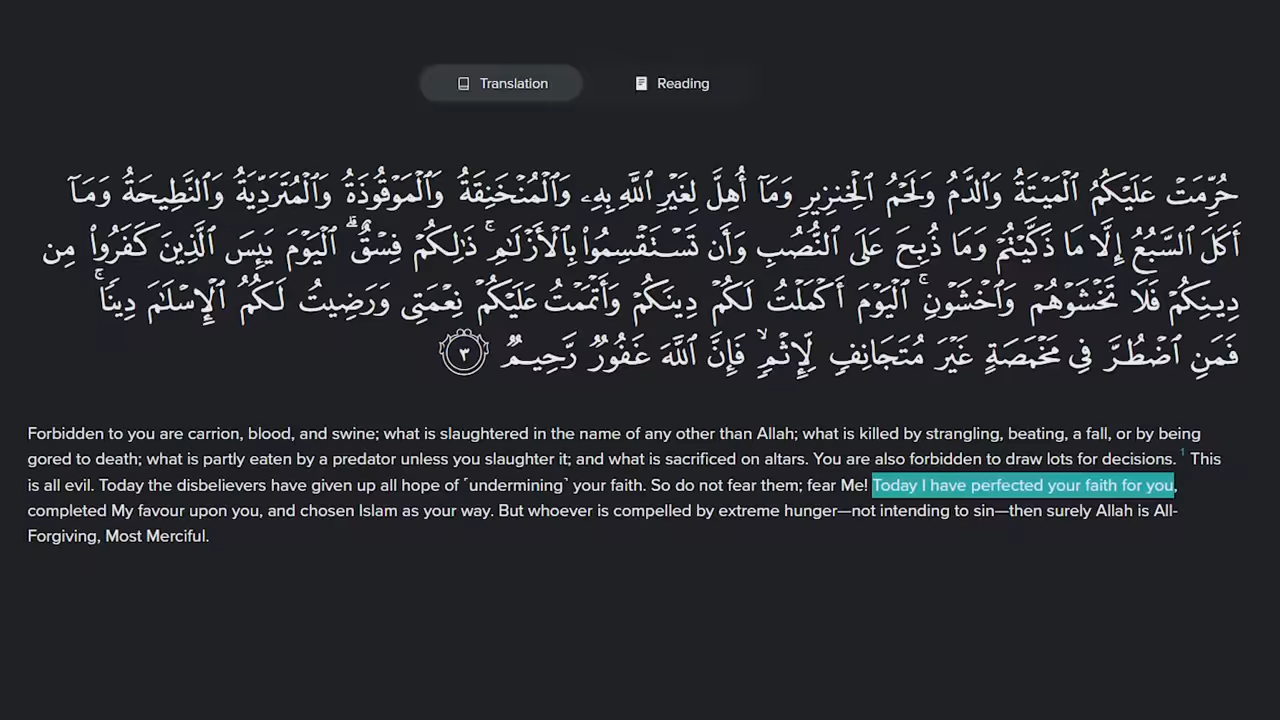 Translation Reading
حُرِّمَتْ عَلَيْكُمُ ٱلْمَيْتَةُ وَٱلدَّمُ وَلَحْمُ ٱلْخِنزِيرِ وَمَآ أُهِلَّ لِغَيْرِ ٱللَّهِ بِهِۦ وَٱلْمُنْخَنِقَةُ وَٱلْمَوْقُوذَةُ وَٱلْمُتَرَدِّيَةُ وَٱلنَّطِيحَةُ وَمَآ
أَكَلَ ٱلسَّبُعُ إِلَّا مَا ذَكَّيْتُمْ وَمَا ذُبِحَ عَلَى ٱلنُّصُبِ وَأَن تَسْتَقْسِمُوا۟ بِٱلْأَزْلَـٰمِ ۚ ذَٰلِكُمْ فِسْقٌ ۗ ٱلْيَوْمَ يَئِسَ ٱلَّذِينَ كَفَرُوا۟ مِن
دِينِكُمْ فَلَا تَخْشَوْهُمْ وَٱخْشَوْنِ ۚ ٱلْيَوْمَ أَكْمَلْتُ لَكُمْ دِينَكُمْ وَأَتْمَمْتُ عَلَيْكُمْ نِعْمَتِى وَرَضِيتُ لَكُمُ ٱلْإِسْلَـٰمَ دِينًا ۚ
فَمَنِ ٱضْطُرَّ فِى مَخْمَصَةٍ غَيْرَ مُتَجَانِفٍ لِّإِثْمٍ ۙ فَإِنَّ ٱللَّهَ غَفُورٌ رَّحِيمٌ ٣
Forbidden to you are carrion, blood, and swine; what is slaughtered in the name of any other than Allah; what is killed by strangling, beating, a fall, or by being
gored to death; what is partly eaten by a predator unless you slaughter it; and what is sacrificed on altars. You are also forbidden to draw lots for decisions. 1 This
is all evil. Today the disbelievers have given up all hope of ˹undermining˺ your faith. So do not fear them; fear Me! Today I have perfected your faith for you,
completed My favour upon you, and chosen Islam as your way. But whoever is compelled by extreme hunger—not intending to sin—then surely Allah is All-
Forgiving, Most Merciful.